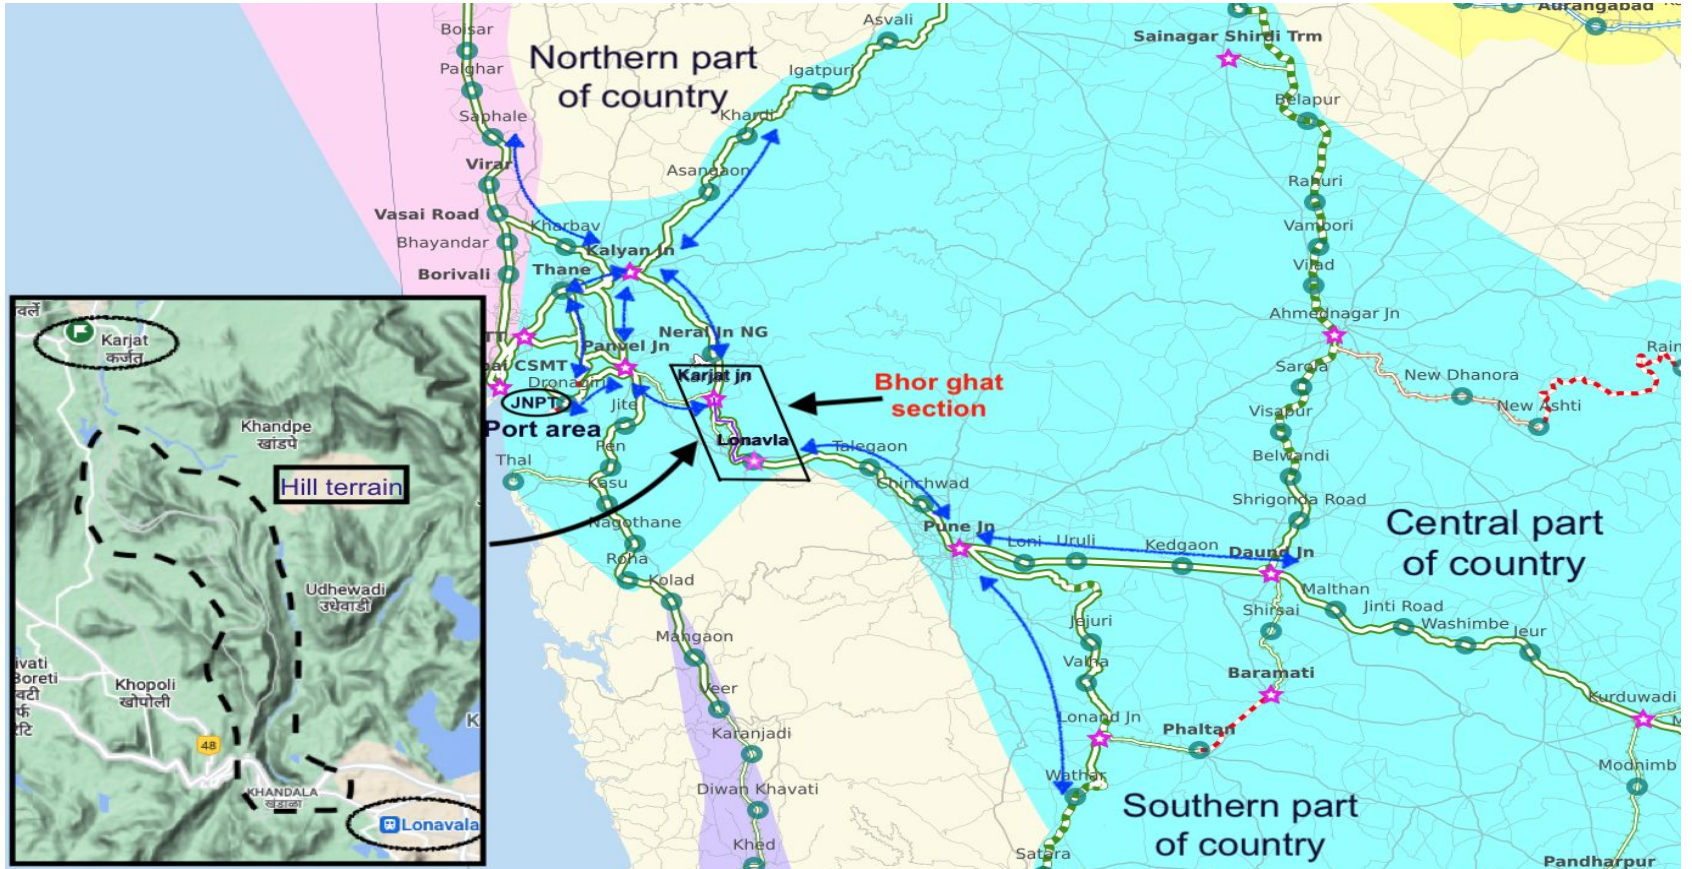 Boisar
Palghar
Saphale
Virar
Vasai Road
Bhayandar
Borivali
Northern part
of country
Asvali
Igatpuri
Khardi
Asangaon
Kharbav
Kalyan Jn
Thane
Neral Jn NG
Panvel Jn
CSMT
Dronagiri
JNPT
Port area
Jite
Karjat jn
Lonavla
Bhor ghat
section
Sainagar Shirdi Trm
Aurangabad
Belapur
Rahuri
Vambori
Vilad
Ahmednagar Jn
Sarola
New Dhanora
New Ashti
Visapur
Belwandi
Shrigonda Road
Talegaon
Chinchwad
Pune Jn
Loni
Uruli
Kedgaon
Daund Jn
Central part
of country
Malthan
Jinti Road
Washimbe
Jeur
Shirsai
Baramati
Kurduwadi
Phaltan
Modnimb
Pandharpur
Jejuri
Valha
Lonand Jn
Wathar
Satara
Southern part
of country
Pen
Thal
Kasu
Nagothane
Roha
Kolad
Mangaon
Veer
Karanjadi
Diwan Khavati
Khed
Karjat
कर्जत
Khandpe
खांडपे
Hill terrain
Udhewadi
उधेवाडी
Khopoli
खोपोली
48
KHANDALA
खंडाळा
Lonavala